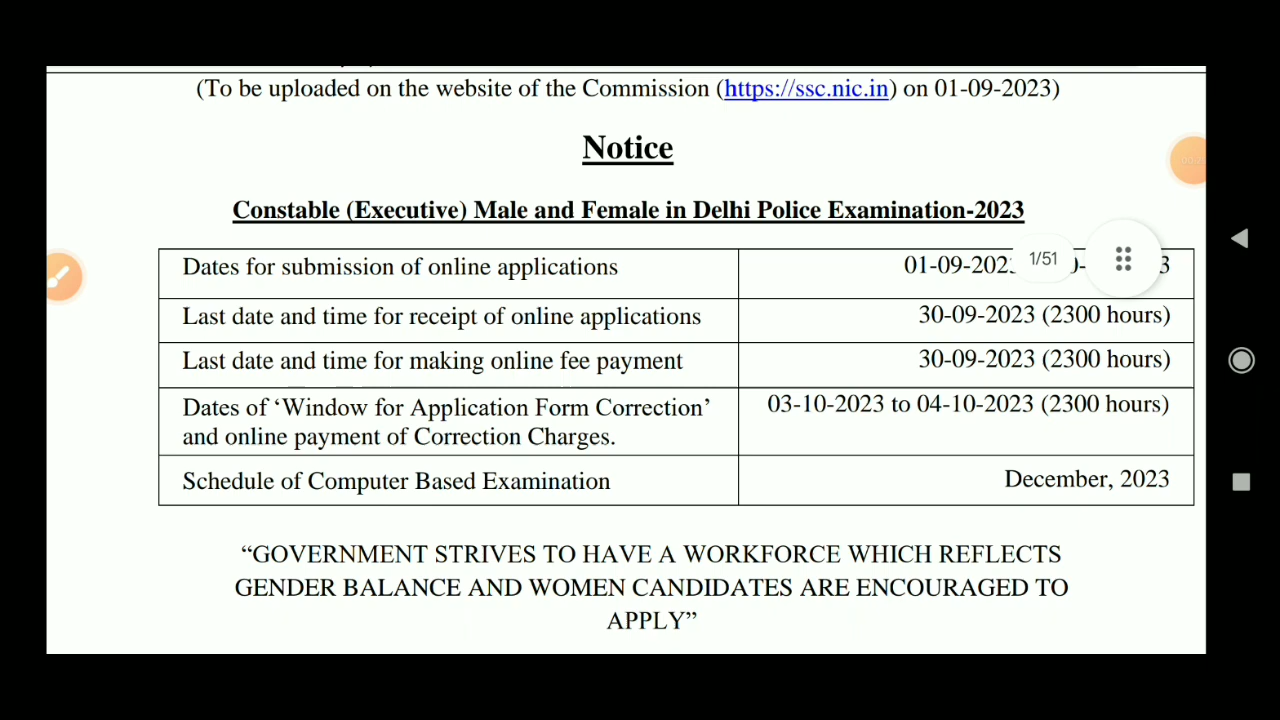 (To be uploaded on the website of the Commission (https://ssc.nic.in) on 01-09-2023)
Notice
Constable (Executive) Male and Female in Delhi Police Examination-2023
Dates for submission of online applications
1/51
Last date and time for receipt of online applications 30-09-2023 (2300 hours)
Last date and time for making online fee payment 30-09-2023 (2300 hours)
Dates of ‘Window for Application Form Correction’ 03-10-2023 to 04-10-2023 (2300 hours)
and online payment of Correction Charges.
Schedule of Computer Based Examination December, 2023
“GOVERNMENT STRIVES TO HAVE A WORKFORCE WHICH REFLECTS
GENDER BALANCE AND WOMEN CANDIDATES ARE ENCOURAGED TO
APPLY”